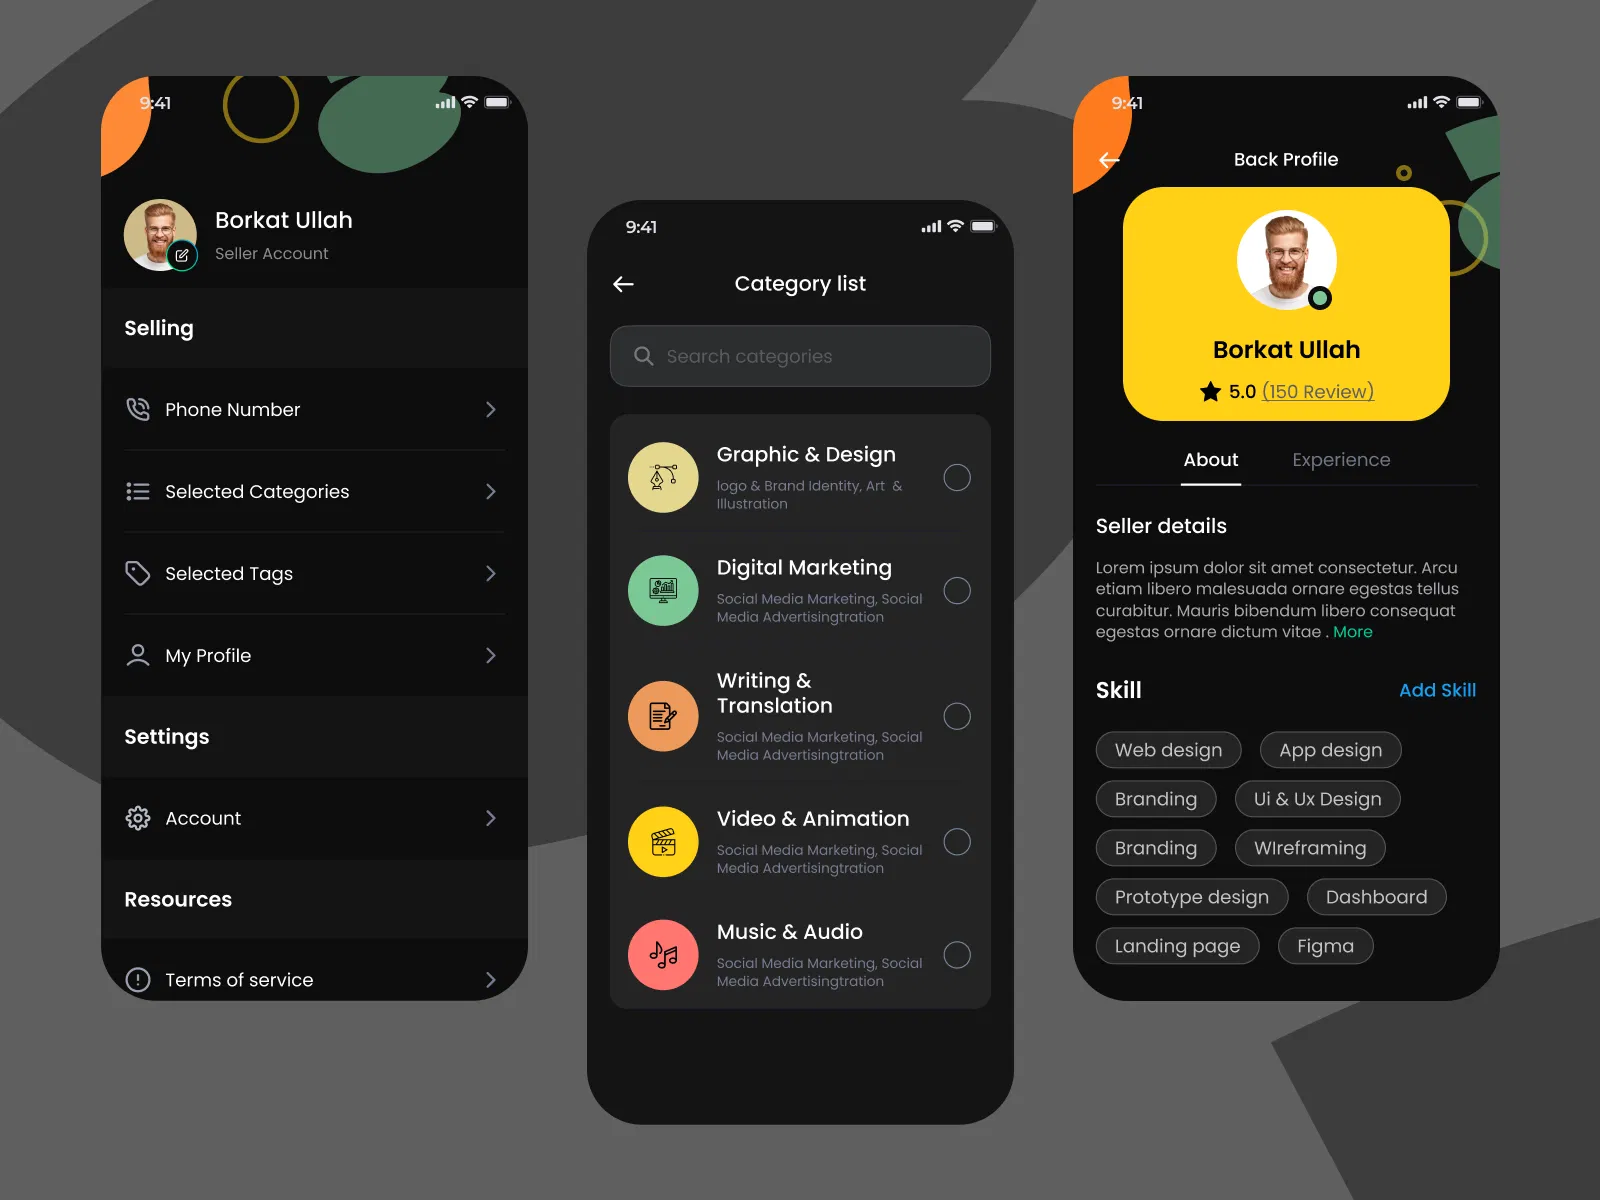 9:41
Borkat Ullah
Seller Account
Selling
Phone Number
Selected Categories
Selected Tags
My Profile
Settings
Account
Resources
Terms of service
9:41
Category list
Search categories
Graphic & Design
logo & Brand Identity, Art &
Illustration
Digital Marketing
Social Media Marketing, Social
Media Advertisingtration
Writing &
Translation
Social Media Marketing, Social
Media Advertisingtration
Video & Animation
Social Media Marketing, Social
Media Advertisingtration
Music & Audio
Social Media Marketing, Social
Media Advertisingtration
9:41
Back Profile
Borkat Ullah
5.0 (150 Review)
About Experience
Seller details
Lorem ipsum dolor sit amet consectetur. Arcu
etiam libero malesuada ornare egestas tellus
curabitur. Mauris bibendum libero consequat
egestas ornare dictum vitae . More
Skill Add Skill
Web design App design
Branding Ui & Ux Design
Branding WIreframing
Prototype design Dashboard
Landing page Figma